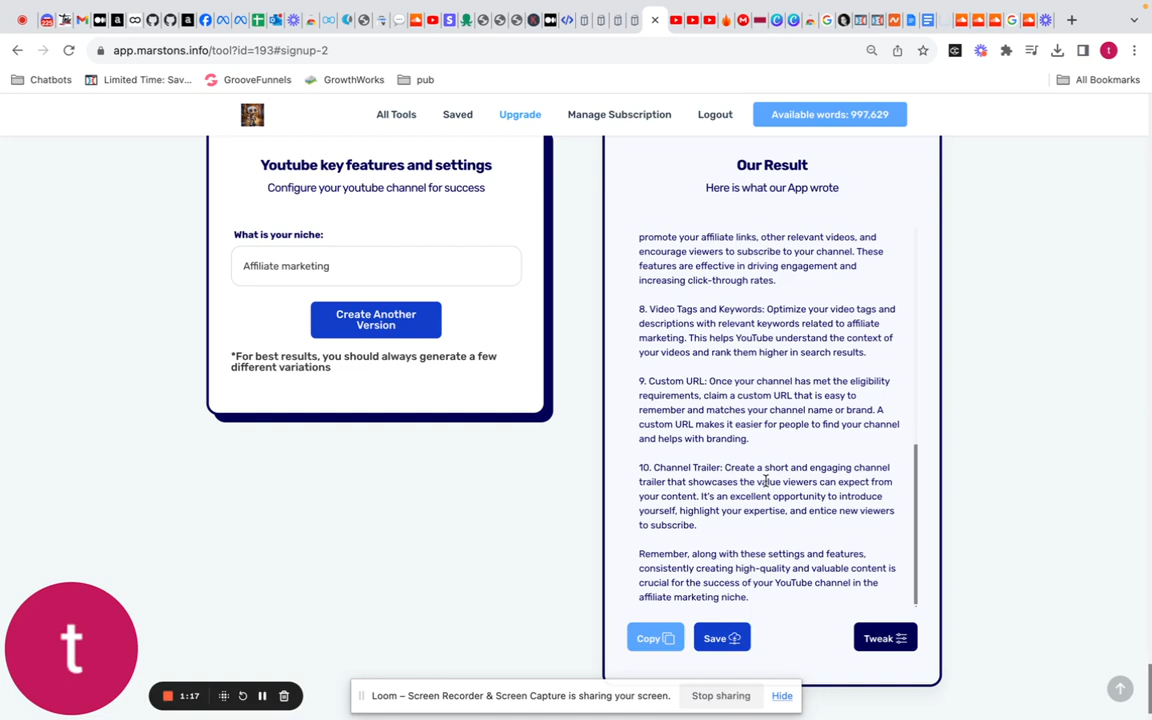 app.marstons.info/tool?id=193#signup-2
t
Chatbots
Limited Time: Sav...
GrooveFunnels
GrowthWorks
pub
All Bookmarks
All Tools
Saved
Upgrade
Manage Subscription
Logout
Available words: 997,629
Youtube key features and settings
Configure your youtube channel for success
What is your niche:
Affiliate marketing
Create Another
Version
*For best results, you should always generate a few
different variations
Our Result
Here is what our App wrote
promote your affiliate links, other relevant videos, and
encourage viewers to subscribe to your channel. These
features are effective in driving engagement and
increasing click-through rates.
8. Video Tags and Keywords: Optimize your video tags and
descriptions with relevant keywords related to affiliate
marketing. This helps YouTube understand the context of
your videos and rank them higher in search results.
9. Custom URL: Once your channel has met the eligibility
requirements, claim a custom URL that is easy to
remember and matches your channel name or brand. A
custom URL makes it easier for people to find your channel
and helps with branding.
10. Channel Trailer: Create a short and engaging channel
trailer that showcases the value viewers can expect from
your content. It's an excellent opportunity to introduce
yourself, highlight your expertise, and entice new viewers
to subscribe.
Remember, along with these settings and features,
consistently creating high-quality and valuable content is
crucial for the success of your YouTube channel in the
affiliate marketing niche.
Copy
Save
Tweak
t
1:17
Loom – Screen Recorder & Screen Capture is sharing your screen.
Stop sharing
Hide